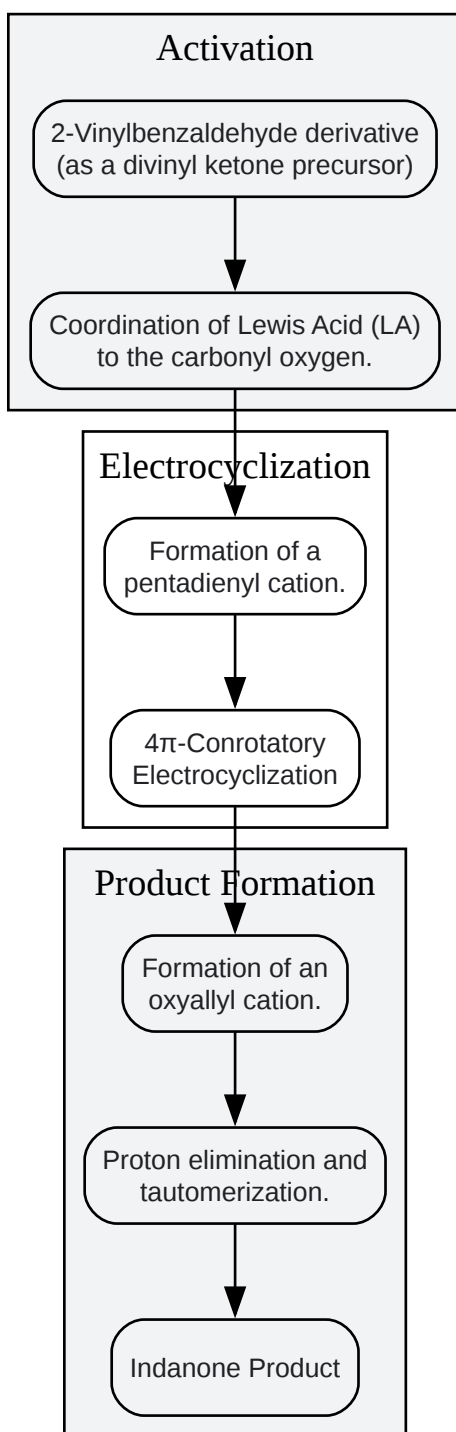 Activation
2-Vinylbenzaldehyde derivative
(as a divinyl ketone precursor)
Coordination of Lewis Acid (LA)
to the carbonyl oxygen.
Electrocyclization
Formation of a
pentadienyl cation.
4π-Conrotatory
Electrocyclization
Product Formation
Formation of an
oxyallyl cation.
Proton elimination and
tautomerization.
Indanone Product